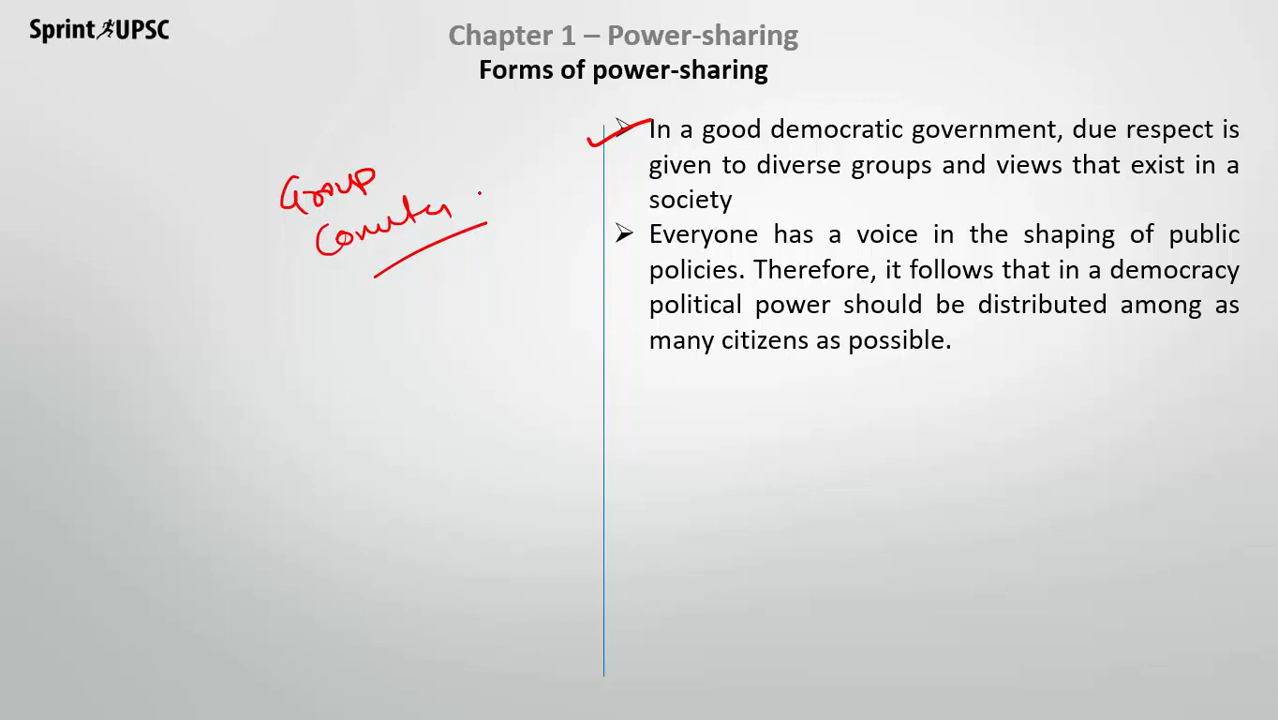 Sprint UPSC
Chapter 1 – Power-sharing
Forms of power-sharing
Group
➢ In a good democratic government, due respect is
given to diverse groups and views that exist in a
society
➢ Everyone has a voice in the shaping of public
policies. Therefore, it follows that in a democracy
political power should be distributed among as
many citizens as possible.